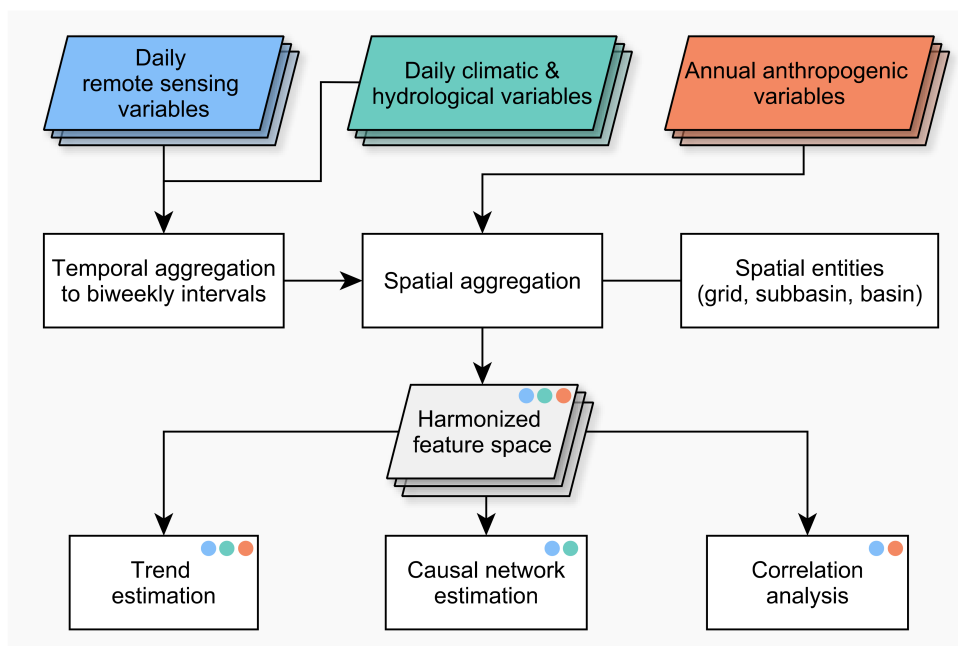 Daily
remote sensing
variables
Daily climatic &
hydrological variables
Annual anthropogenic
variables
Temporal aggregation
to biweekly intervals
Spatial aggregation
Spatial entities
(grid, subbasin, basin)
Harmonized
feature space
Trend
estimation
Causal network
estimation
Correlation
analysis